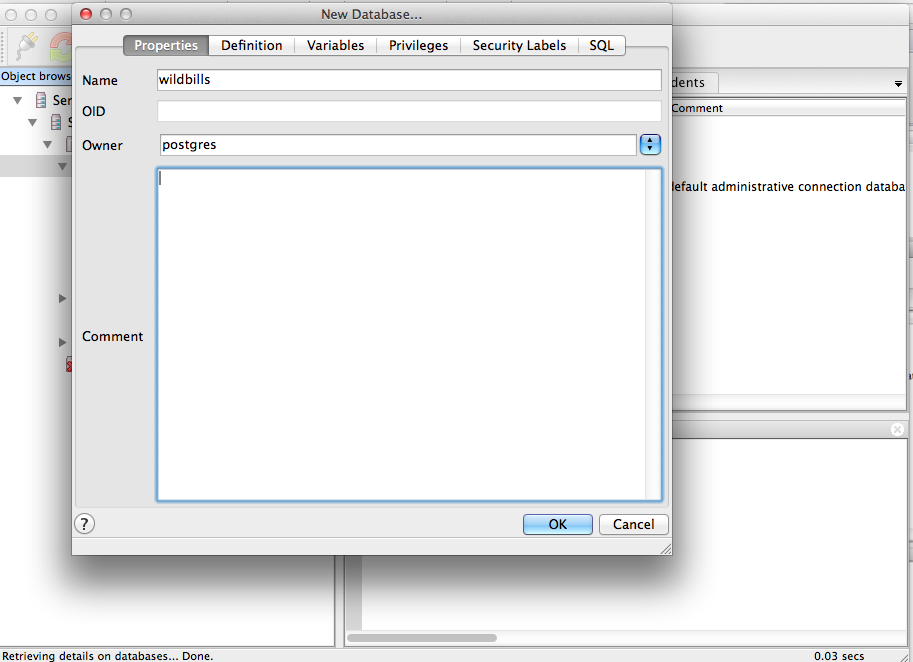 New Database...
Properties Definition Variables Privileges Security Labels SQL
Object brows
dents
Name wildbills
Comment
Ser
OID
S
Owner postgres
default administrative connection databa
Comment
? OK Cancel
Retrieving details on databases... Done. 0.03 secs